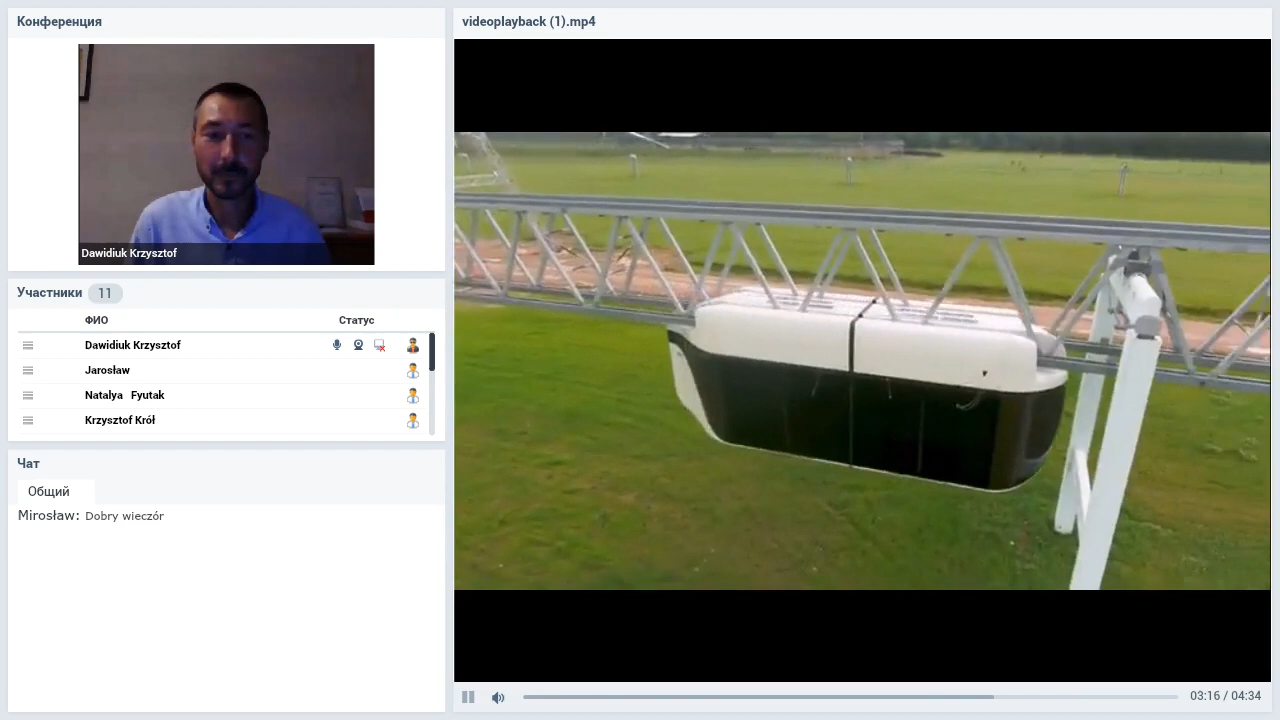 Конференция
Dawidiuk Krzysztof
Участники 11
ФИО Статус
Dawidiuk Krzysztof
Jarosław
Natalya Fyutak
Krzysztof Król
Чат
Общий
Mirosław: Dobry wieczór
videoplayback (1).mp4
03:16 / 04:34